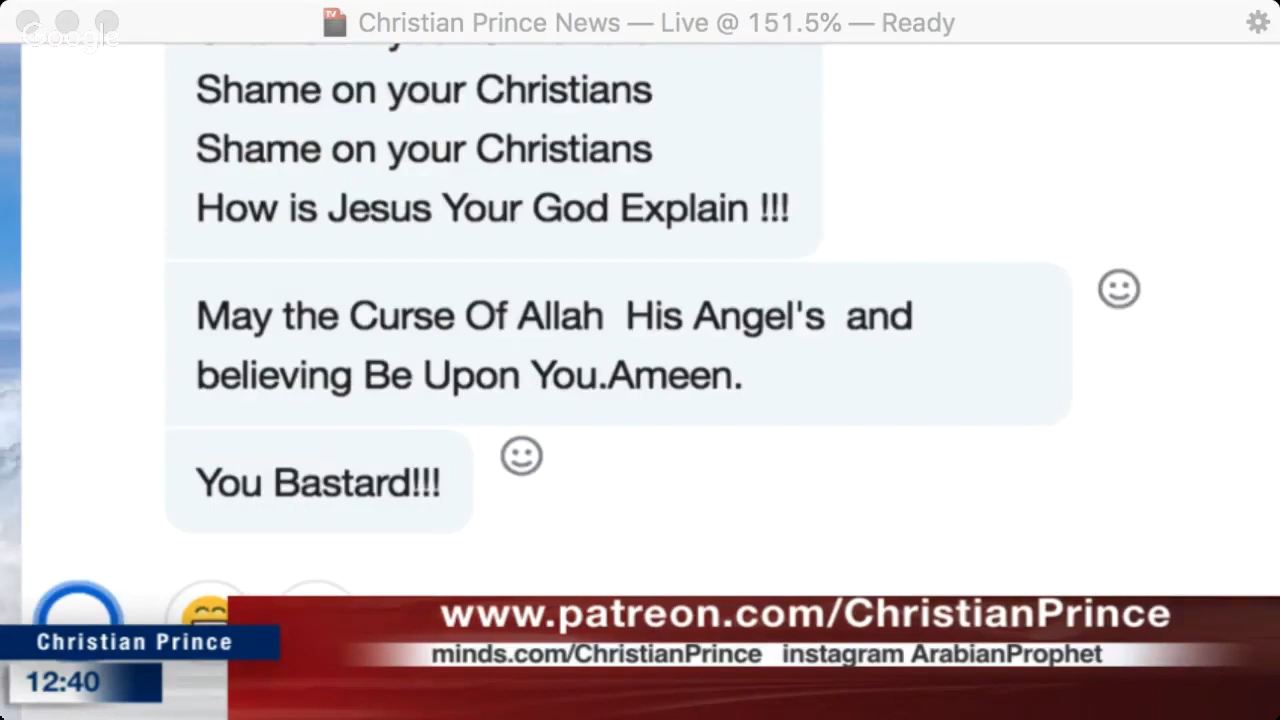 Christian Prince News — Live @ 151.5% — Ready
Google
Shame on your Christians
Shame on your Christians
How is Jesus Your God Explain !!!
May the Curse Of Allah  His Angel's  and
believing Be Upon You.Ameen.
You Bastard!!!
www.patreon.com/ChristianPrince
Christian Prince
minds.com/ChristianPrince   instagram ArabianProphet
12:40